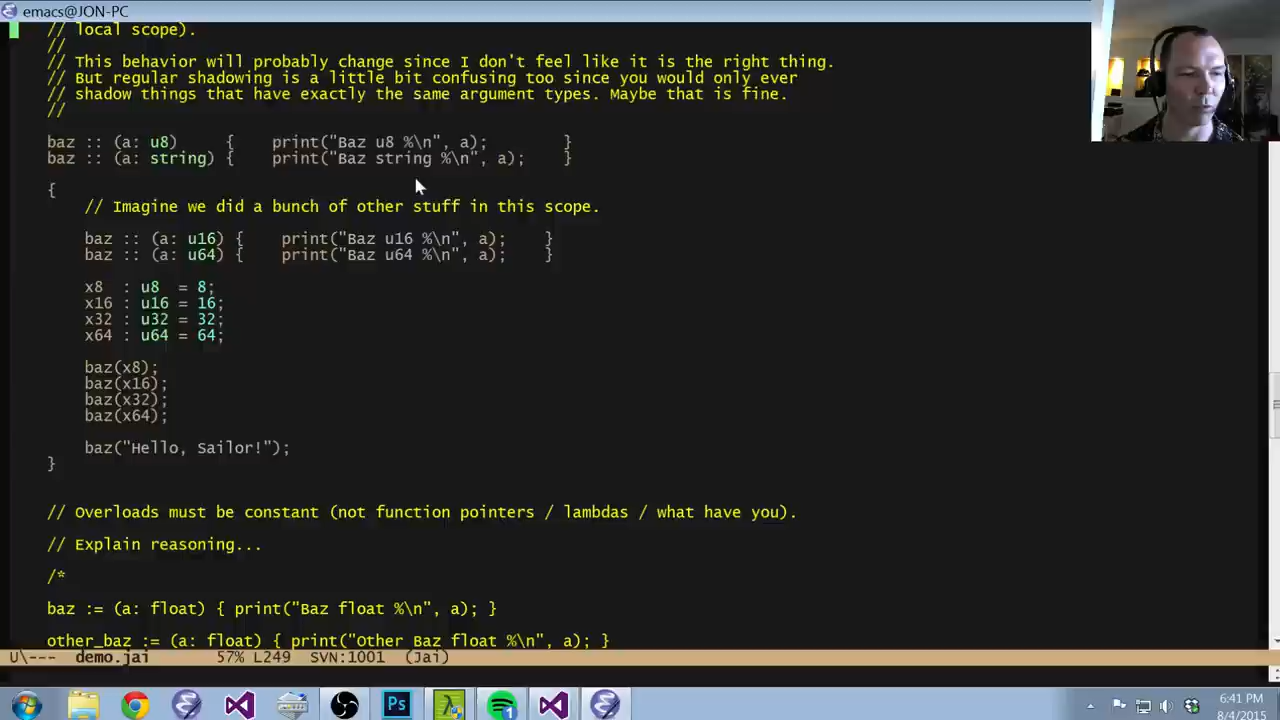 emacs@JON-PC
// local scope).
//
// This behavior will probably change since I don't feel like it is the right thing.
// But regular shadowing is a little bit confusing too since you would only ever
// shadow things that have exactly the same argument types. Maybe that is fine.
//
baz :: (a: u8)     {    print("Baz u8 %\n", a);        }
baz :: (a: string) {    print("Baz string %\n", a);    }
{
// Imagine we did a bunch of other stuff in this scope.
baz :: (a: u16) {    print("Baz u16 %\n", a);    }
baz :: (a: u64) {    print("Baz u64 %\n", a);    }
x8  : u8  = 8;
x16 : u16 = 16;
x32 : u32 = 32;
x64 : u64 = 64;
baz(x8);
baz(x16);
baz(x32);
baz(x64);
baz("Hello, Sailor!");
}
// Overloads must be constant (not function pointers / lambdas / what have you).
// Explain reasoning...
/*
baz := (a: float) { print("Baz float %\n", a); }
other_baz := (a: float) { print("Other Baz float %\n", a); }
U\---  demo.jai       57% L249  SVN:1001  (Jai)
Ps
1
6:41 PM
8/4/2015